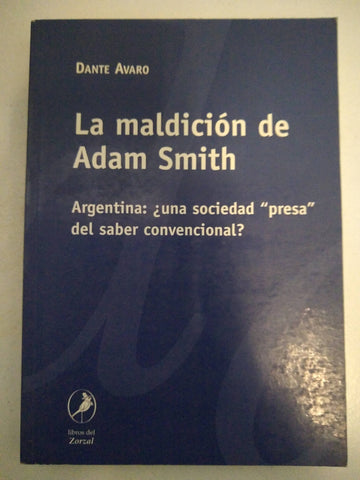 DANTE AVARO
La maldición de
Adam Smith
Argentina: ¿una sociedad "presa"
del saber convencional?
libros del
Zorzal